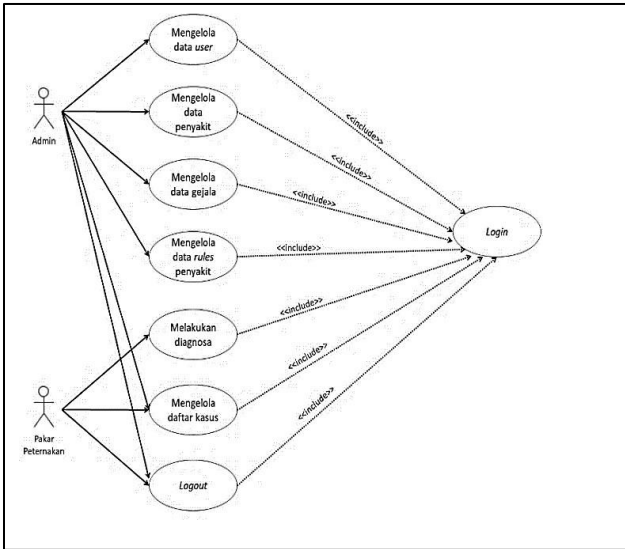 Mengelola
data user
<<include>>
Admin
Mengelola
data
penyakit
<<include>>
Mengelola
data gejala
<<include>>
Login
Mengelola
data rules
penyakit
<<include>>
Melakukan
diagnosa
<<include>>
Pakar
Peternakan
Mengelola
daftar kasus
<<include>>
Logout
<<include>>